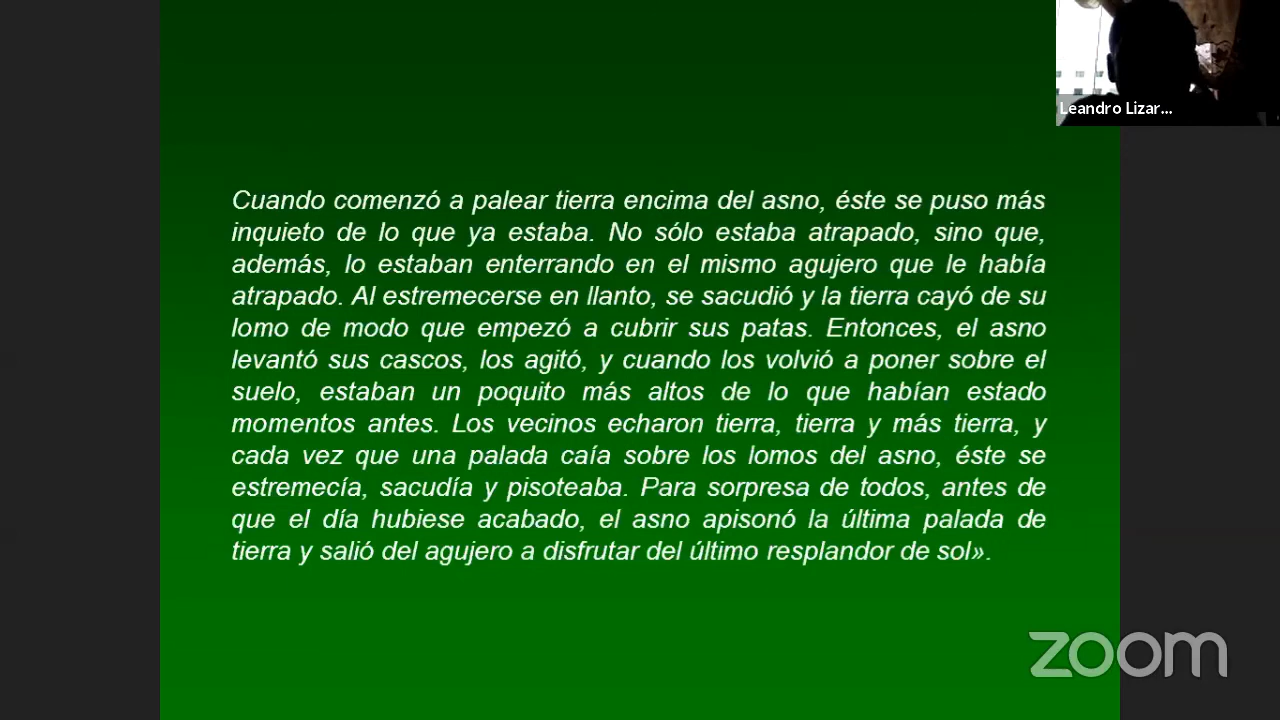 Leandro Lizar...
Cuando comenzó a palear tierra encima del asno, éste se puso más
inquieto de lo que ya estaba. No sólo estaba atrapado, sino que,
además, lo estaban enterrando en el mismo agujero que le había
atrapado. Al estremecerse en llanto, se sacudió y la tierra cayó de su
lomo de modo que empezó a cubrir sus patas. Entonces, el asno
levantó sus cascos, los agitó, y cuando los volvió a poner sobre el
suelo, estaban un poquito más altos de lo que habían estado
momentos antes. Los vecinos echaron tierra, tierra y más tierra, y
cada vez que una palada caía sobre los lomos del asno, éste se
estremecía, sacudía y pisoteaba. Para sorpresa de todos, antes de
que el día hubiese acabado, el asno apisonó la última palada de
tierra y salió del agujero a disfrutar del último resplandor de sol».
zoom